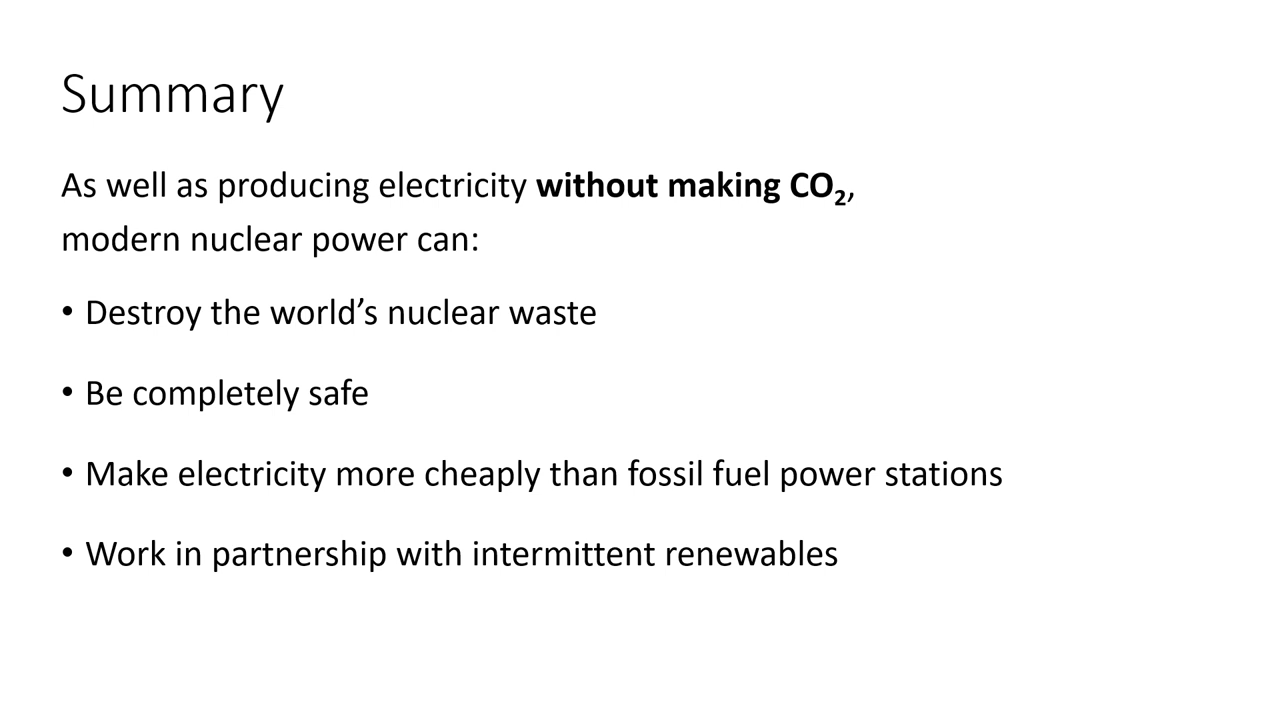 Summary
As well as producing electricity without making CO₂,
modern nuclear power can:
• Destroy the world’s nuclear waste
• Be completely safe
• Make electricity more cheaply than fossil fuel power stations
• Work in partnership with intermittent renewables